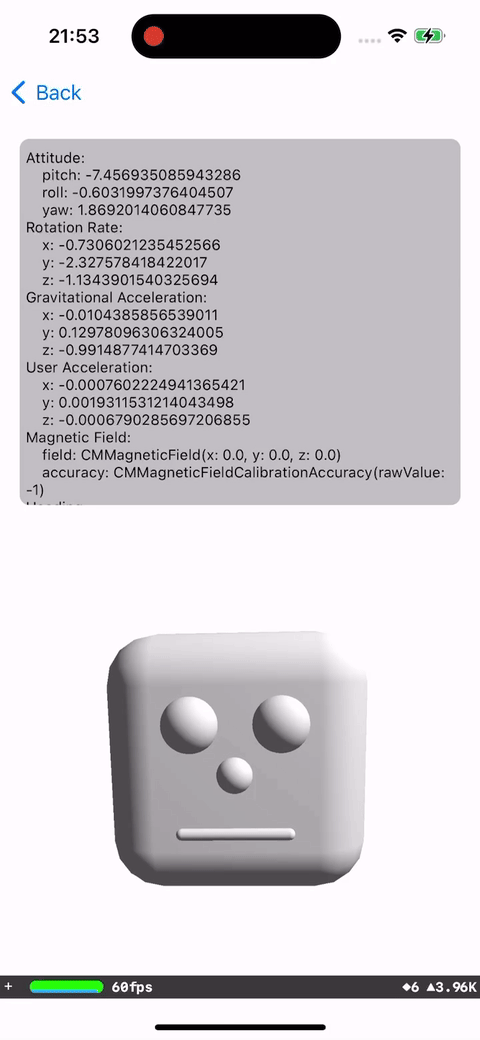 21:53
Back
Attitude:
pitch: -7.456935085943286
roll: -0.6031997376404507
yaw: 1.8692014060847735
Rotation Rate:
x: -0.7306021235452566
y: -2.327578418422017
z: -1.1343901540325694
Gravitational Acceleration:
x: -0.0104385856539011
y: 0.12978096306324005
z: -0.9914877414703369
User Acceleration:
x: -0.0007602224941365421
y: 0.0019311531214043498
z: -0.0006790285697206855
Magnetic Field:
field: CMMagneticField(x: 0.0, y: 0.0, z: 0.0)
accuracy: CMMagneticFieldCalibrationAccuracy(rawValue:
-1)
+ 60fps ◆6 ▲3.96K